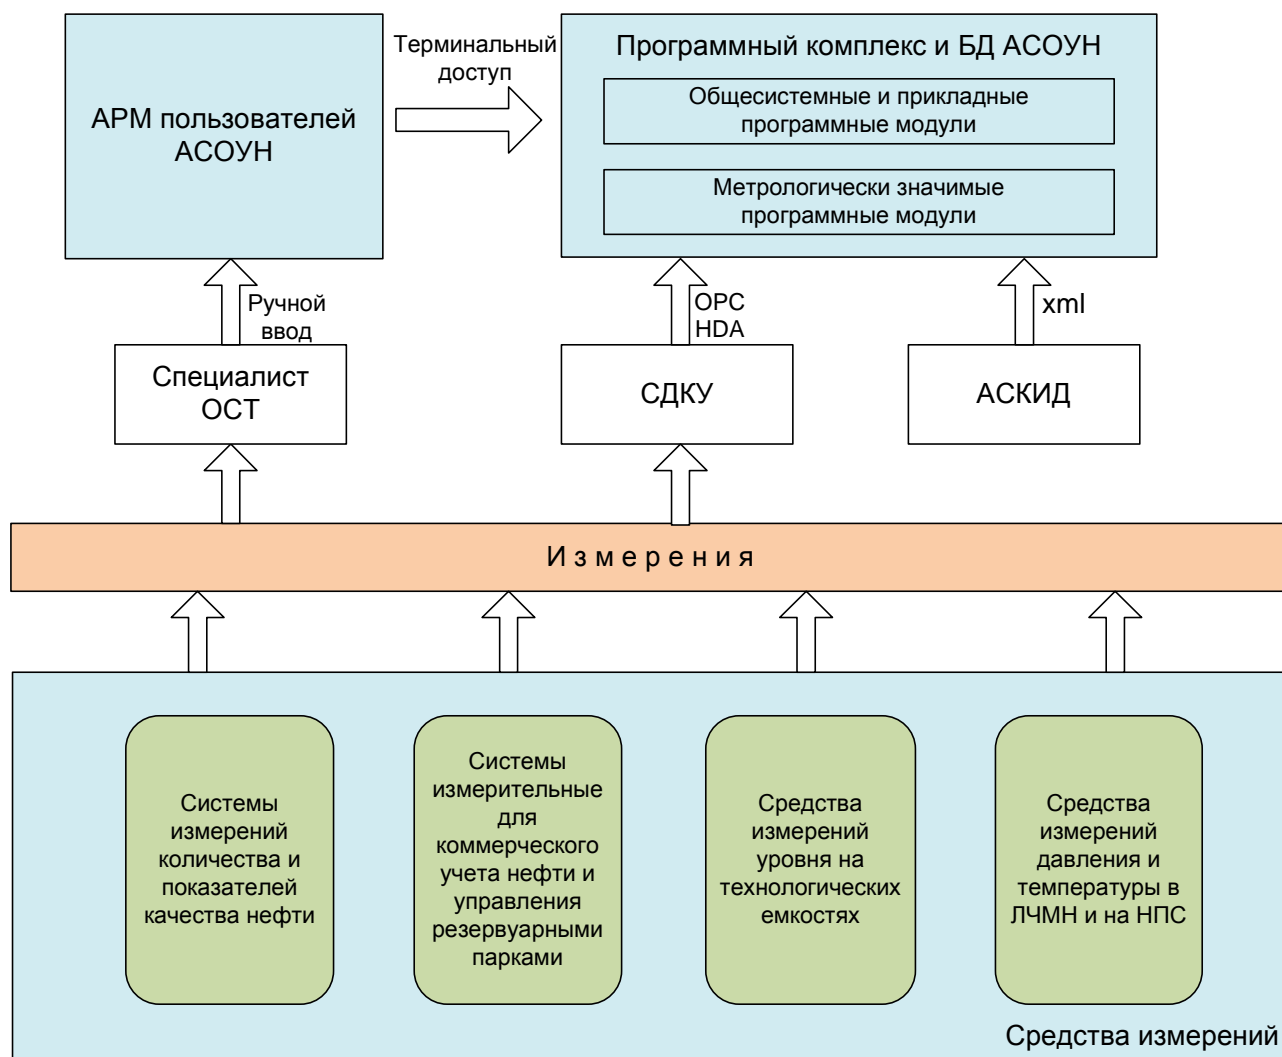 АРМ пользователей
АСОУН
Терминальный
доступ
Программный комплекс и БД АСОУН
Общесистемные и прикладные
программные модули
Метрологически значимые
программные модули
Ручной
ввод
OPC
HDA
xml
Специалист
ОСТ
СДКУ
АСКИД
И з м е р е н и я
Системы
измерений
количества и
показателей
качества нефти
Системы
измерительные
для
коммерческого
учета нефти и
управления
резервуарными
парками
Средства
измерений
уровня на
технологических
емкостях
Средства
измерений
давления и
температуры в
ЛЧМН и на НПС
Средства измерений